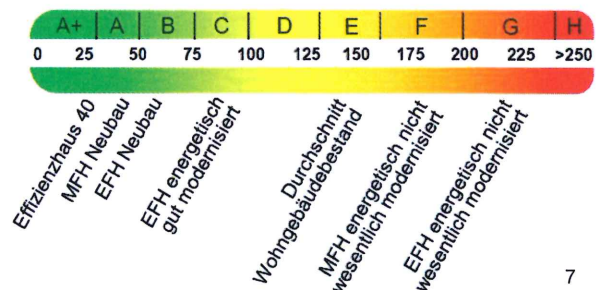 A+ A B C D E F G H
0 25 50 75 100 125 150 175 200 225 >250
Effizienzhaus 40
MFH Neubau
EFH Neubau
EFH energetisch
gut modernisiert
Durchschnitt
Wohngebäudebestand
MFH energetisch nicht
wesentlich modernisiert
EFH energetisch nicht
wesentlich modernisiert
7